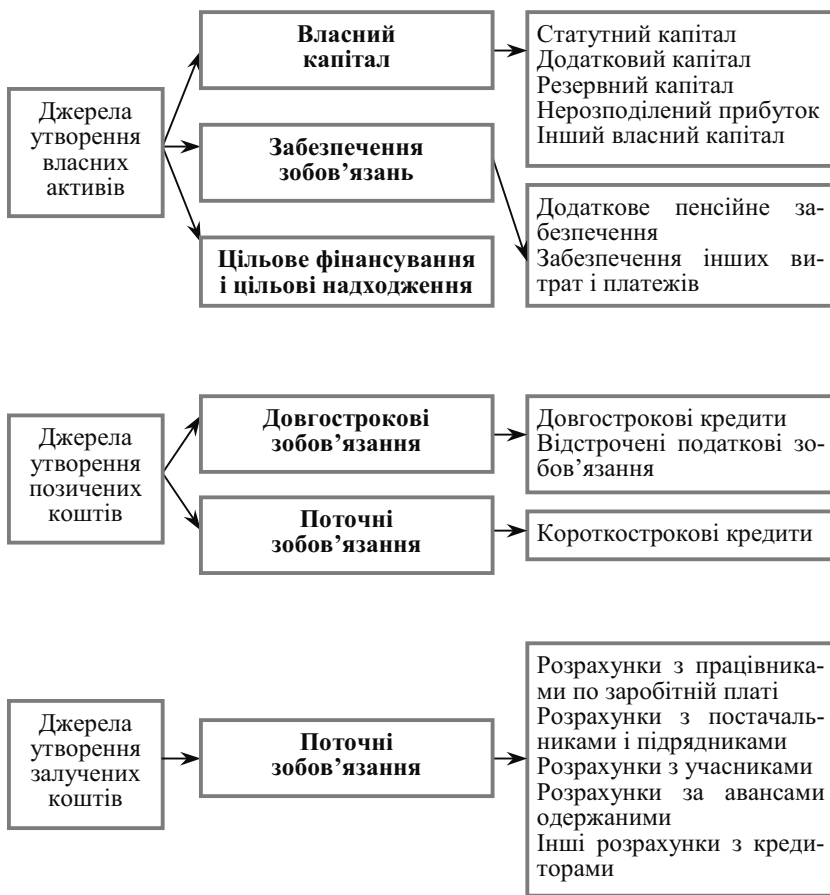 Джерела
утворення
власних
активів
Власний
капітал
Статутний капітал
Додатковий капітал
Резервний капітал
Нерозподілений прибуток
Інший власний капітал
Забезпечення
зобов’язань
Додаткове пенсійне за-
безпечення
Забезпечення інших ви-
трат і платежів
Цільове фінансування
і цільові надходження
Джерела
утворення
позичених
коштів
Довгострокові
зобов’язання
Довгострокові кредити
Відстрочені податкові зо-
бов’язання
Поточні
зобов’язання
Короткострокові кредити
Джерела
утворення
залучених
коштів
Поточні
зобов’язання
Розрахунки з працівника-
ми по заробітній платі
Розрахунки з постачаль-
никами і підрядниками
Розрахунки з учасниками
Розрахунки за авансами
одержаними
Інші розрахунки з креди-
торами